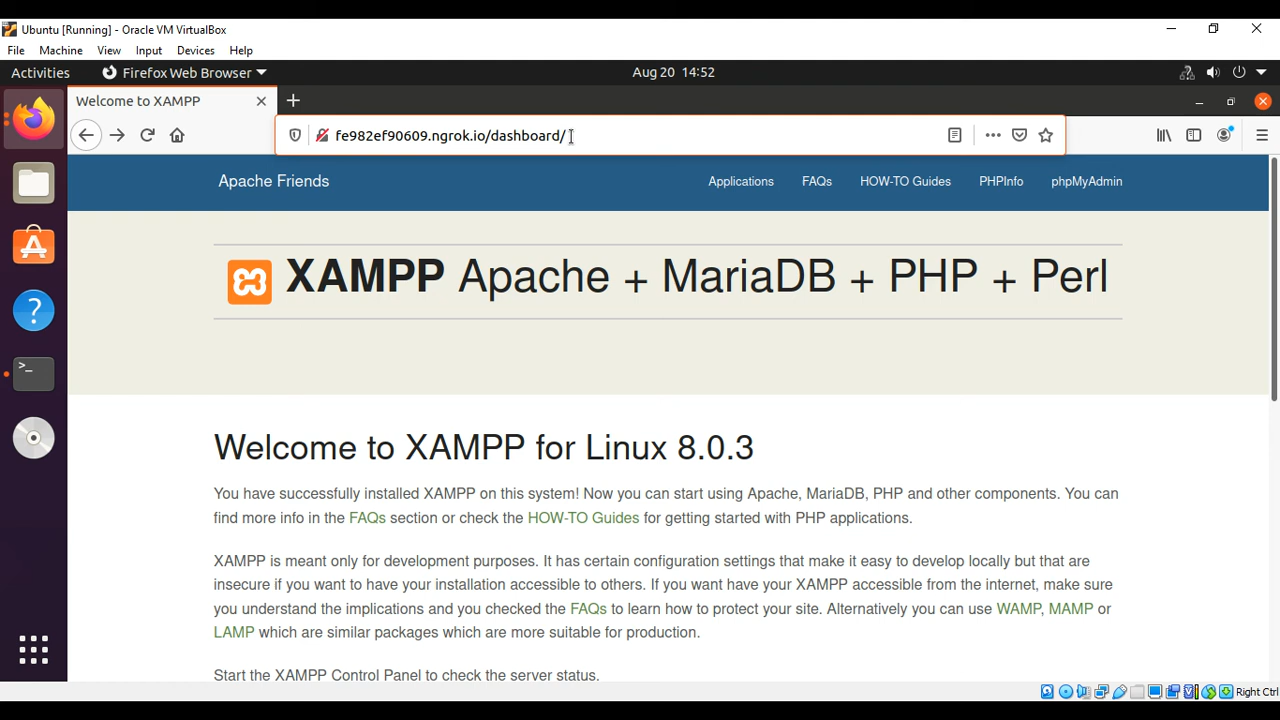 Ubuntu [Running] - Oracle VM VirtualBox
File Machine View Input Devices Help
Activities Firefox Web Browser Aug 20 14:52
Welcome to XAMPP
fe982ef90609.ngrok.io/dashboard/
Apache Friends Applications FAQs HOW-TO Guides PHPInfo phpMyAdmin
XAMPP Apache + MariaDB + PHP + Perl
Welcome to XAMPP for Linux 8.0.3
You have successfully installed XAMPP on this system! Now you can start using Apache, MariaDB, PHP and other components. You can
find more info in the FAQs section or check the HOW-TO Guides for getting started with PHP applications.
XAMPP is meant only for development purposes. It has certain configuration settings that make it easy to develop locally but that are
insecure if you want to have your installation accessible to others. If you want have your XAMPP accessible from the internet, make sure
you understand the implications and you checked the FAQs to learn how to protect your site. Alternatively you can use WAMP, MAMP or
LAMP which are similar packages which are more suitable for production.
Start the XAMPP Control Panel to check the server status.
Right Ctrl